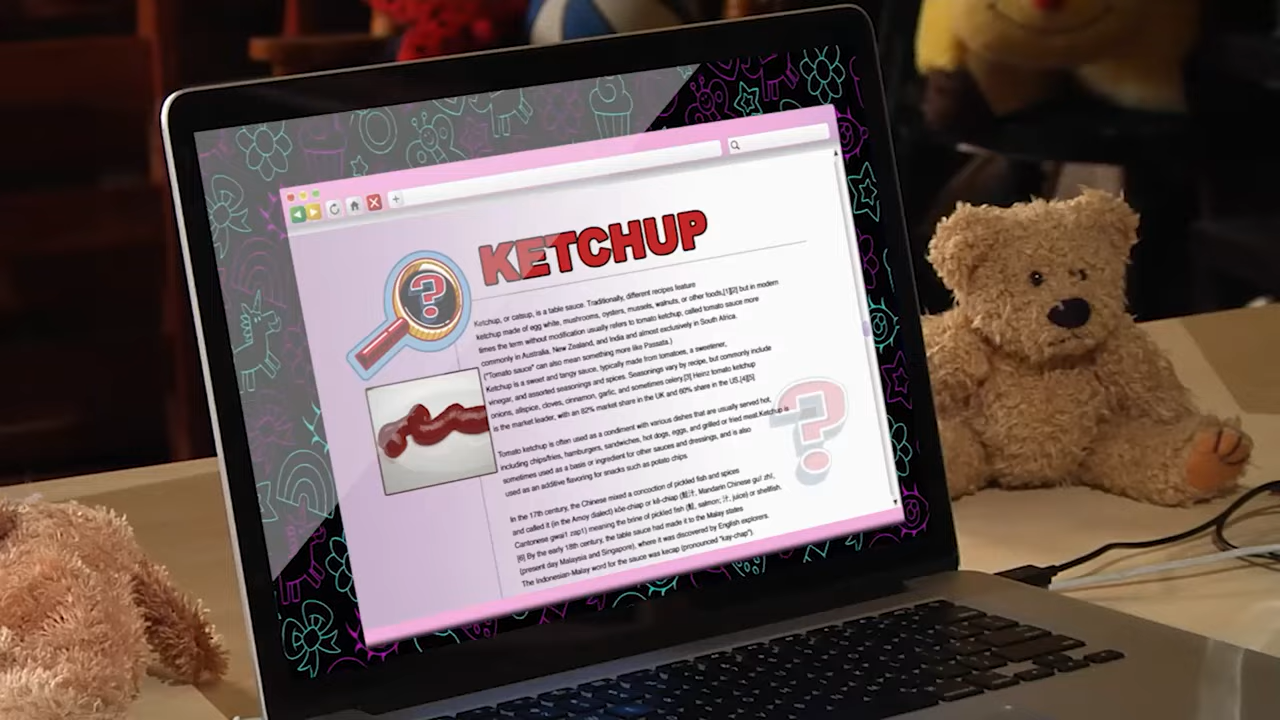 KETCHUP
Ketchup, or catsup, is a table sauce. Traditionally, different recipes feature
ketchup made of egg white, mushrooms, oysters, mussels, walnuts, or other foods,[1][2] but in modern
times the term without modification usually refers to tomato ketchup, called tomato sauce more
commonly in Australia, New Zealand, and India and almost exclusively in South Africa.
("Tomato sauce" can also mean something more like Passata.)
Ketchup is a sweet and tangy sauce, typically made from tomatoes, a sweetener,
vinegar, and assorted seasonings and spices. Seasonings vary by recipe, but commonly include
onions, allspice, cloves, cinnamon, garlic, and sometimes celery.[3] Heinz tomato ketchup
is the market leader, with an 82% market share in the UK and 60% share in the US.[4][5]
Tomato ketchup is often used as a condiment with various dishes that are usually served hot,
including chips/fries, hamburgers, sandwiches, hot dogs, eggs, and grilled or fried meat.Ketchup is
sometimes used as a basis or ingredient for other sauces and dressings, and is also
used as an additive flavoring for snacks such as potato chips.
In the 17th century, the Chinese mixed a concoction of pickled fish and spices
and called it (in the Amoy dialect) kôe-chiap or kê-chiap (鮭汁, Mandarin Chinese guī zhī,
Cantonese gwai1 zap1) meaning the brine of pickled fish (鮭, salmon; 汁, juice) or shellfish.
[6] By the early 18th century, the table sauce had made it to the Malay states
(present day Malaysia and Singapore), where it was discovered by English explorers.
The Indonesian-Malay word for the sauce was kecap (pronounced "kay-chap").